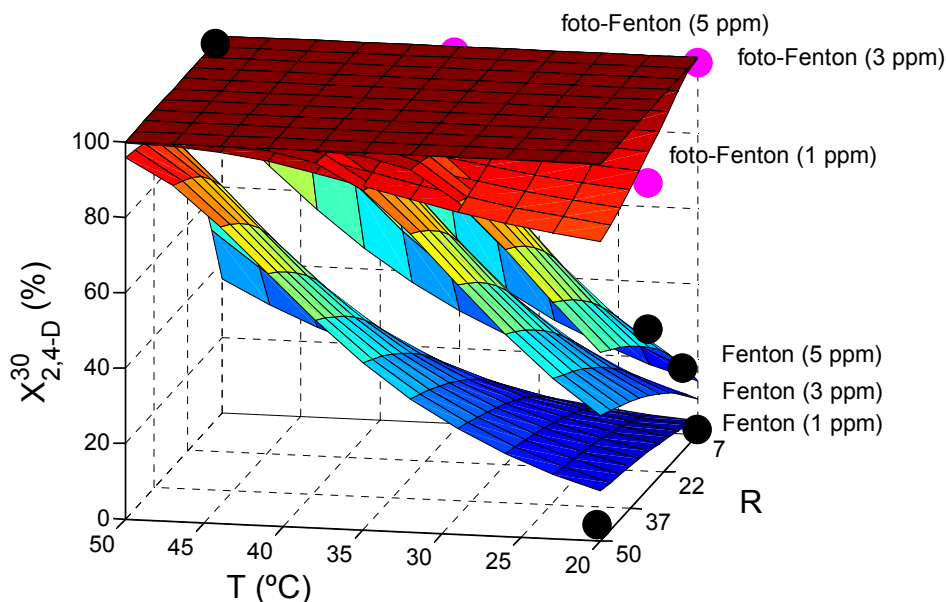 foto-Fenton (5 ppm)
foto-Fenton (3 ppm)
foto-Fenton (1 ppm)
100
80
60
40
20
0
X³⁰₂,₄₋D (%)
50
45
40
35
30
25
20
T (ºC)
Fenton (5 ppm)
Fenton (3 ppm)
Fenton (1 ppm)
7
22
37
50
R